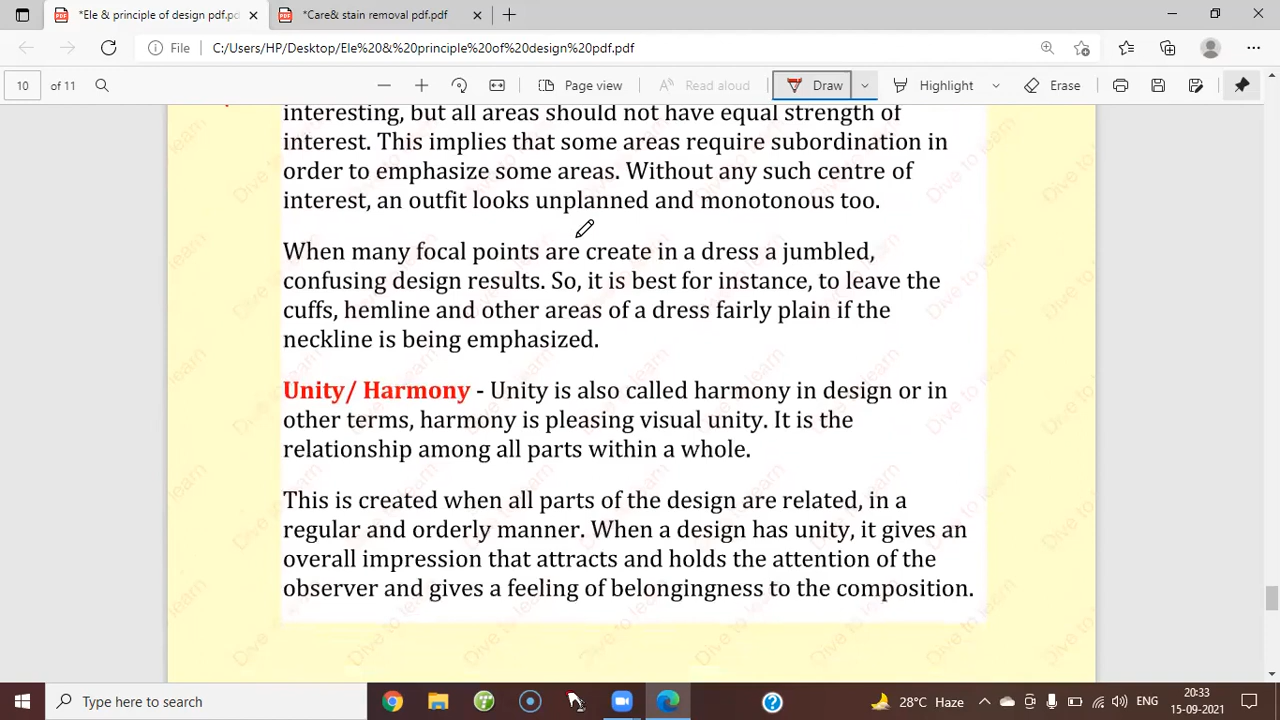 *Ele & principle of design pdf.pd
*Care& stain removal pdf.pdf
File
C:/Users/HP/Desktop/Ele%20&%20principle%20of%20design%20pdf.pdf
10 of 11
Page view
Read aloud
Draw
Highlight
Erase
interesting, but all areas should not have equal strength of
interest. This implies that some areas require subordination in
order to emphasize some areas. Without any such centre of
interest, an outfit looks unplanned and monotonous too.
When many focal points are create in a dress a jumbled,
confusing design results. So, it is best for instance, to leave the
cuffs, hemline and other areas of a dress fairly plain if the
neckline is being emphasized.
Unity/ Harmony - Unity is also called harmony in design or in
other terms, harmony is pleasing visual unity. It is the
relationship among all parts within a whole.
This is created when all parts of the design are related, in a
regular and orderly manner. When a design has unity, it gives an
overall impression that attracts and holds the attention of the
observer and gives a feeling of belongingness to the composition.
Dive to learn
Type here to search
28°C Haze
ENG
20:33
15-09-2021